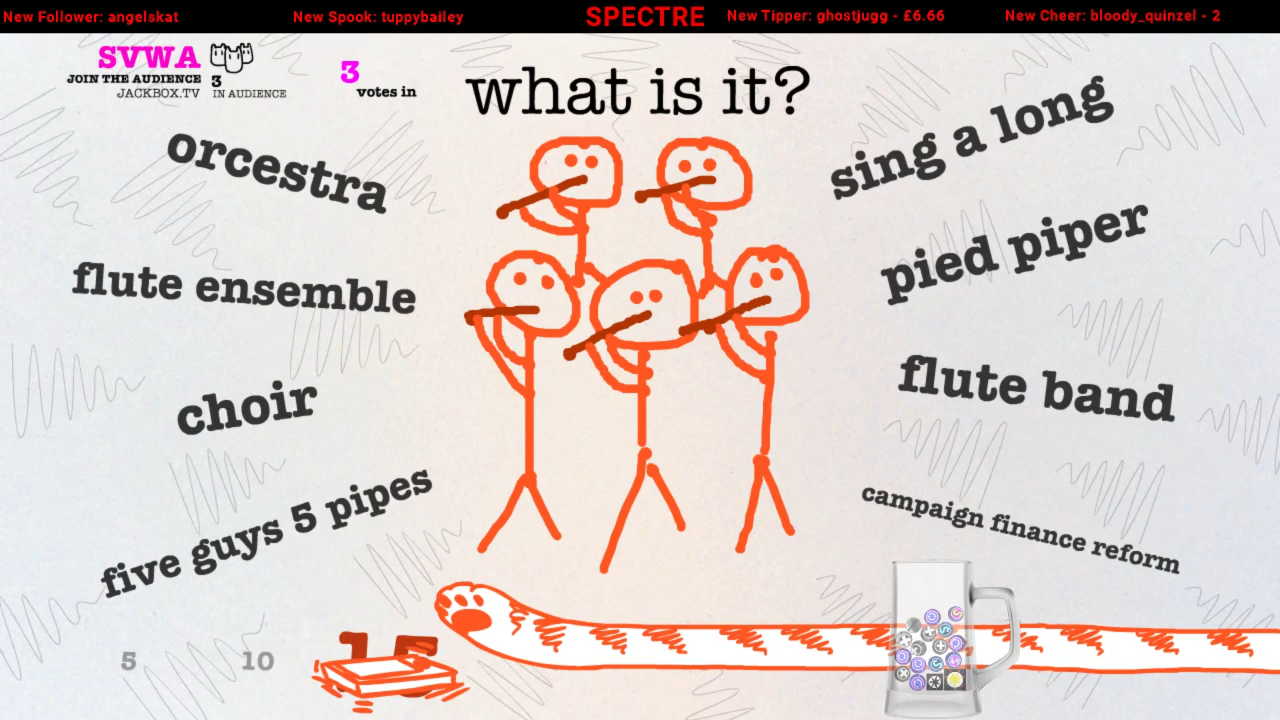 New Follower: angelskat
New Spook: tuppybailey
SPECTRE
New Tipper: ghostjugg - £6.66
New Cheer: bloody_quinzel - 2
SVWA
JOIN THE AUDIENCE
JACKBOX.TV
3
IN AUDIENCE
3
votes in
what is it?
orcestra
sing a long
flute ensemble
pied piper
choir
flute band
five guys 5 pipes
campaign finance reform
5
10
15